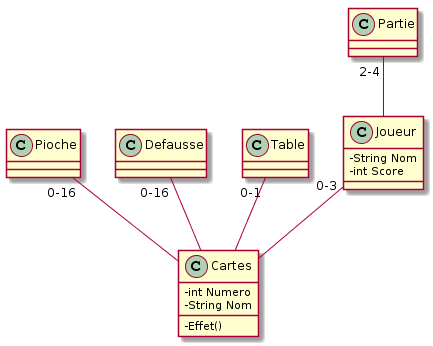 C Partie
2-4
C Pioche
C Defausse
C Table
C Joueur
-String Nom
-int Score
0-16
0-16
0-1
0-3
C Cartes
-int Numero
-String Nom
-Effet()